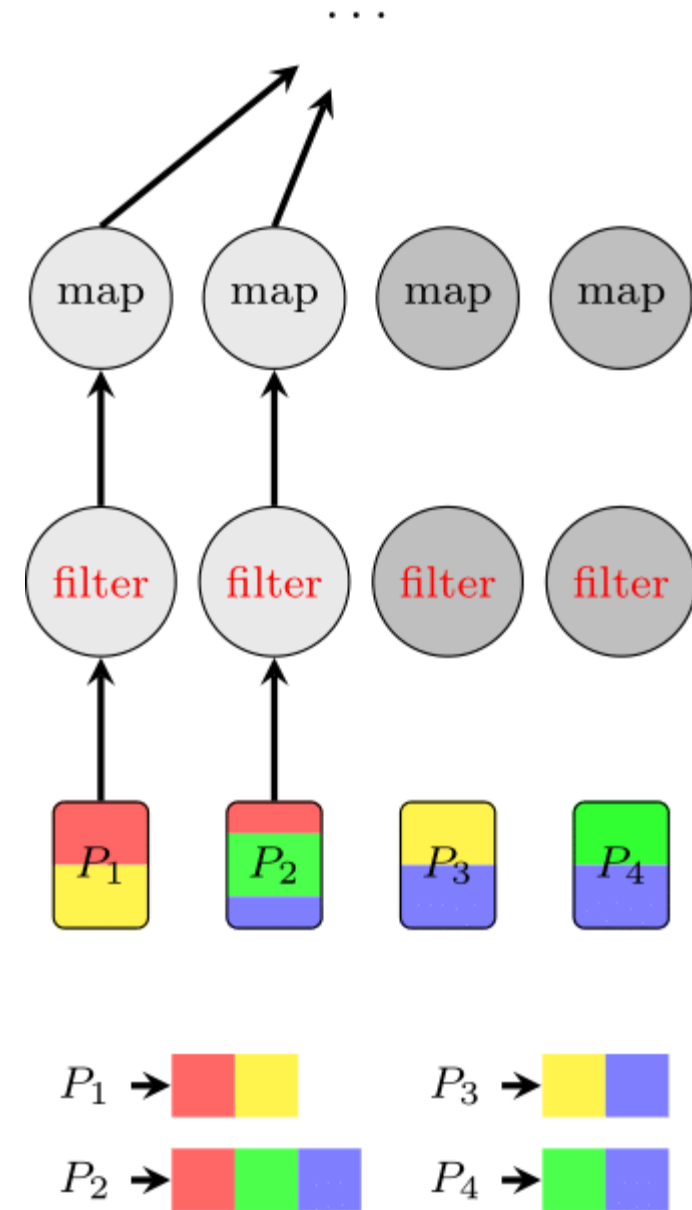 ...
map map map map
filter filter filter filter
P₁ P₂ P₃ P₄
P₁ P₃
P₂ P₄